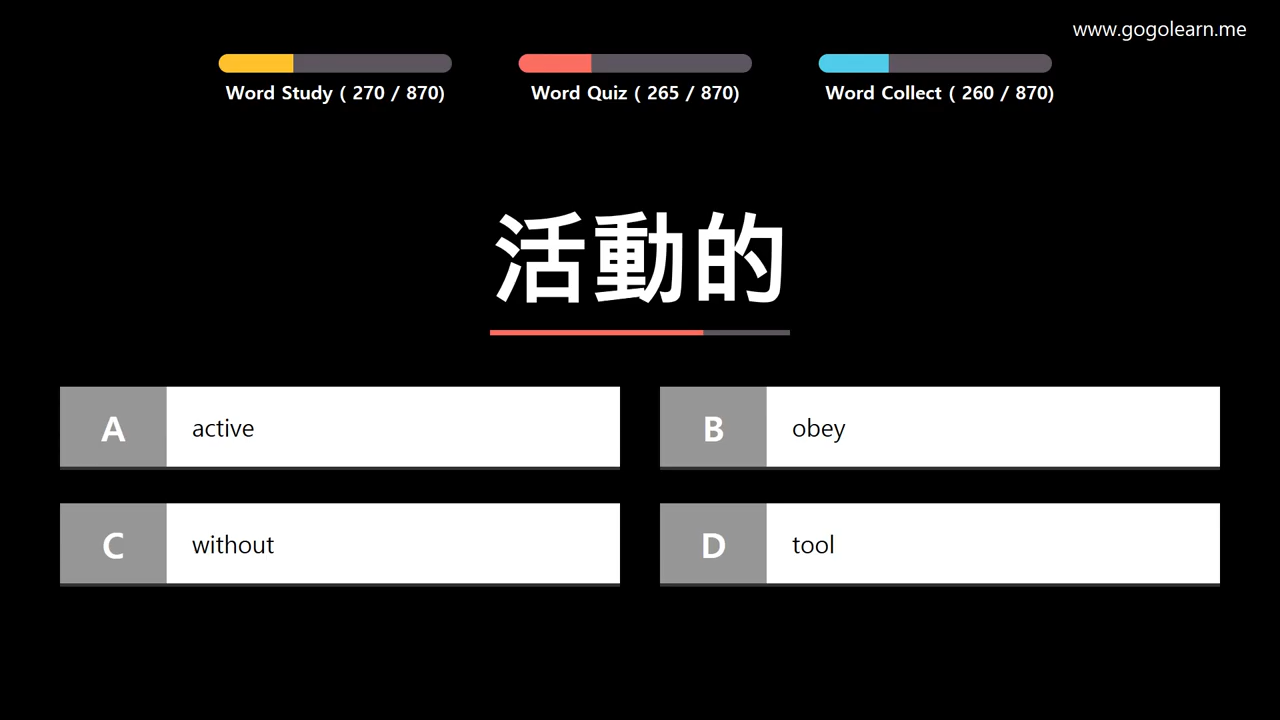 www.gogolearn.me
Word Study ( 270 / 870)
Word Quiz ( 265 / 870)
Word Collect ( 260 / 870)
活動的
A active
B obey
C without
D tool